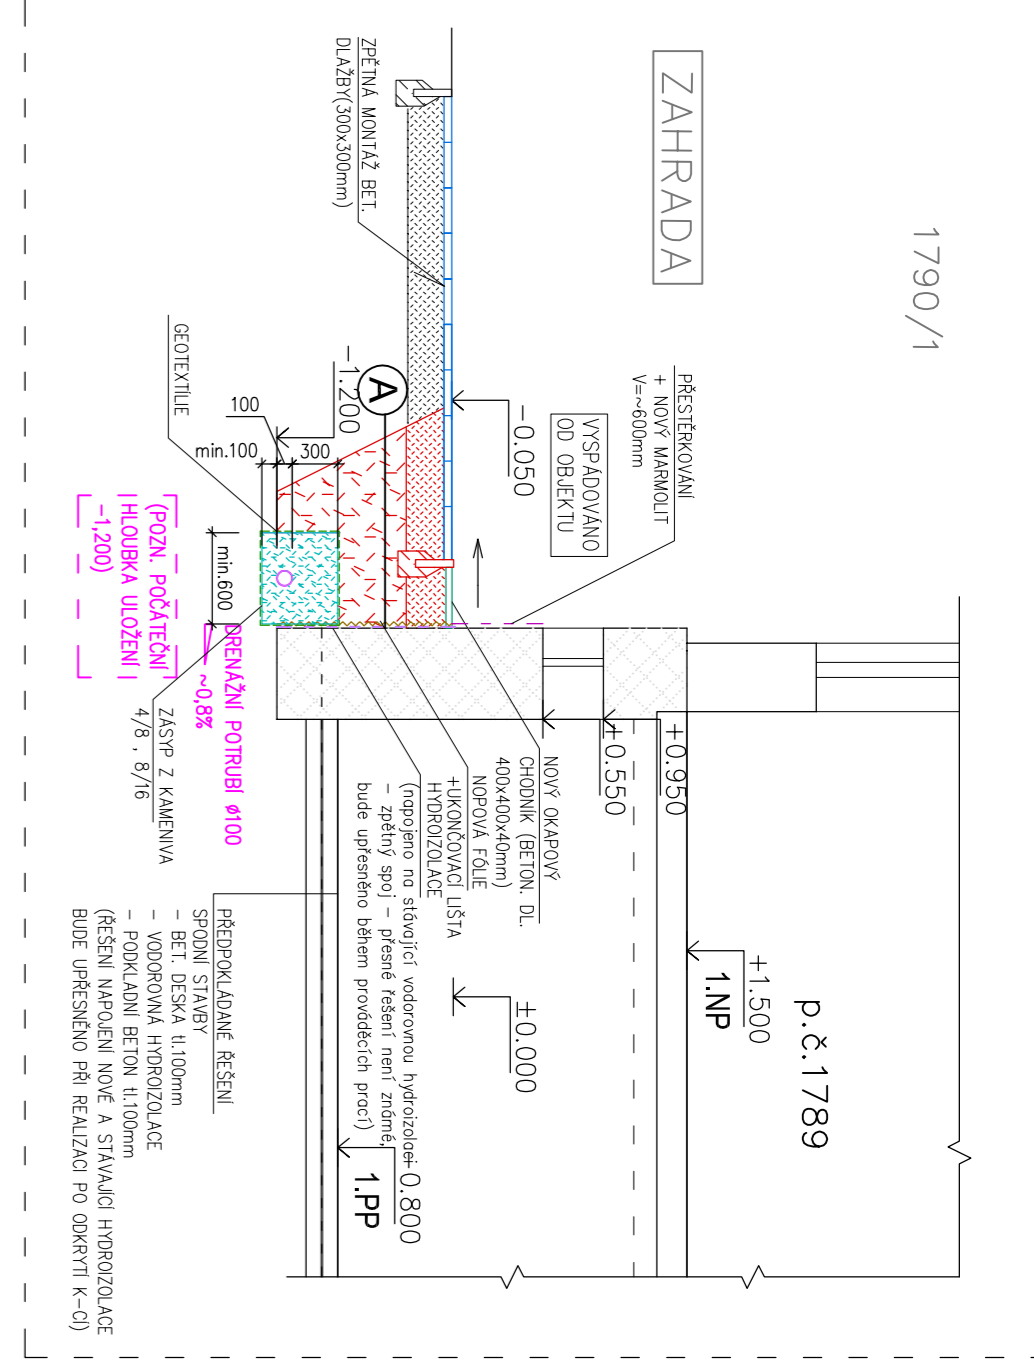 1790/1
ZAHRADA
p.č.1789
PŘESTĚRKOVÁNÍ
+ NOVÝ MARMOLIT
V=~600mm
VYSPÁDOVÁNO
OD OBJEKTU
-0.050
ZPĚTNÁ MONTÁŽ BET.
DLAŽBY(300x300mm)
A
-1.200
GEOTEXTÍLIE
100
min.100
300
min.600
(POZN. POČÁTEČNÍ
HLOUBKA ULOŽENÍ
-1,200)
DRENÁŽNÍ POTRUBÍ ø100
~0,8%
ZÁSYP Z KAMENIVA
4/8 , 8/16
+1.500
1.NP
+0.950
+0.550
±0.000
NOVÝ OKAPOVÝ
CHODNÍK (BETON. DL.
400x400x40mm)
NOPOVÁ FÓLIE
+UKONČOVACÍ LIŠTA
HYDROIZOLACE
(napojeno na stávající vodorovnou hydroizolaci
- zpětný spoj - přesné řešení není známé,
bude upřesněno během prováděcích prací)
0.800
1.PP
PŘEDPOKLÁDANÉ ŘEŠENÍ
SPODNÍ STAVBY
- BET. DESKA tl.100mm
- VODOROVNÁ HYDROIZOLACE
- PODKLADNÍ BETON tl.100mm
(ŘEŠENÍ NAPOJENÍ NOVÉ A STÁVAJÍCÍ HYDROIZOLACE
BUDE UPŘESNĚNO PŘI REALIZACI PO ODKRYTÍ K-CÍ)